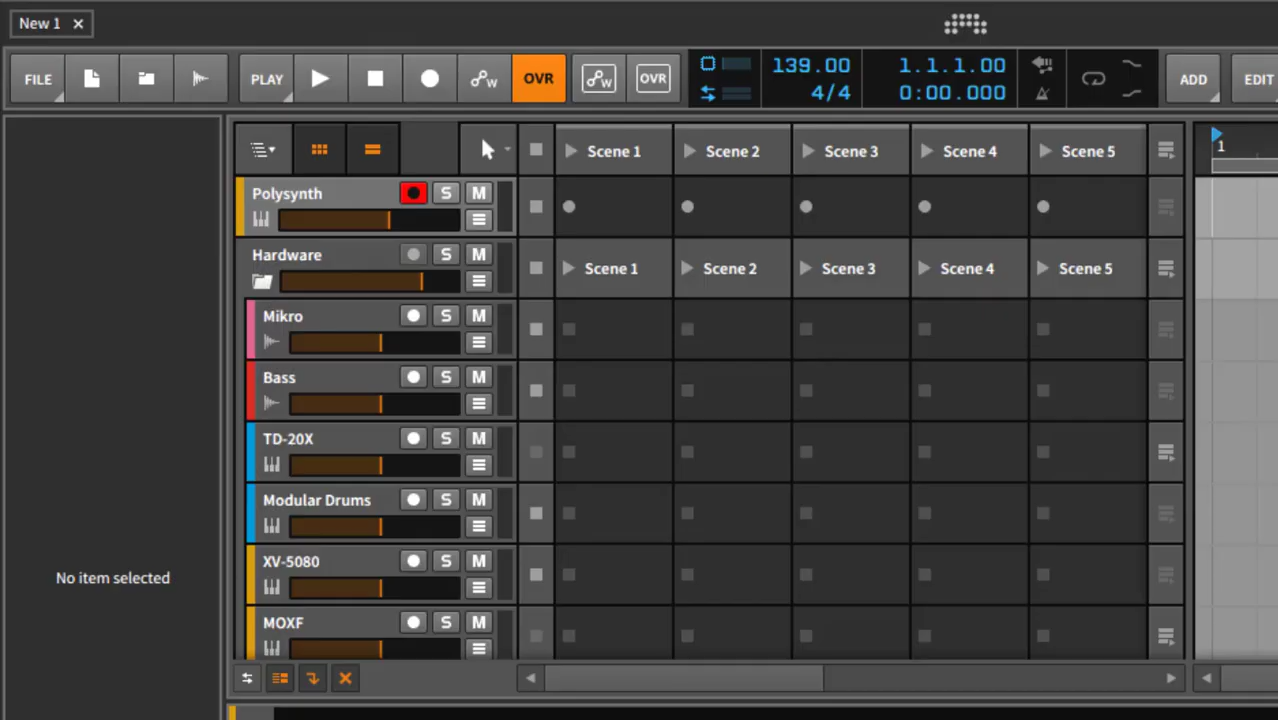 New 1
FILE PLAY OVR OVR 139.00 1.1.1.00 ADD EDIT
4/4 0:00.000
Scene 1 Scene 2 Scene 3 Scene 4 Scene 5 1
Polysynth S M
Hardware S M Scene 1 Scene 2 Scene 3 Scene 4 Scene 5
Mikro S M
Bass S M
TD-20X S M
Modular Drums S M
XV-5080 S M
No item selected
MOXF S M